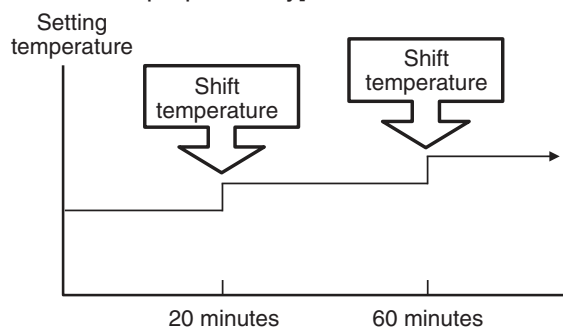 Setting
temperature
Shift
temperature
Shift
temperature
20 minutes
60 minutes